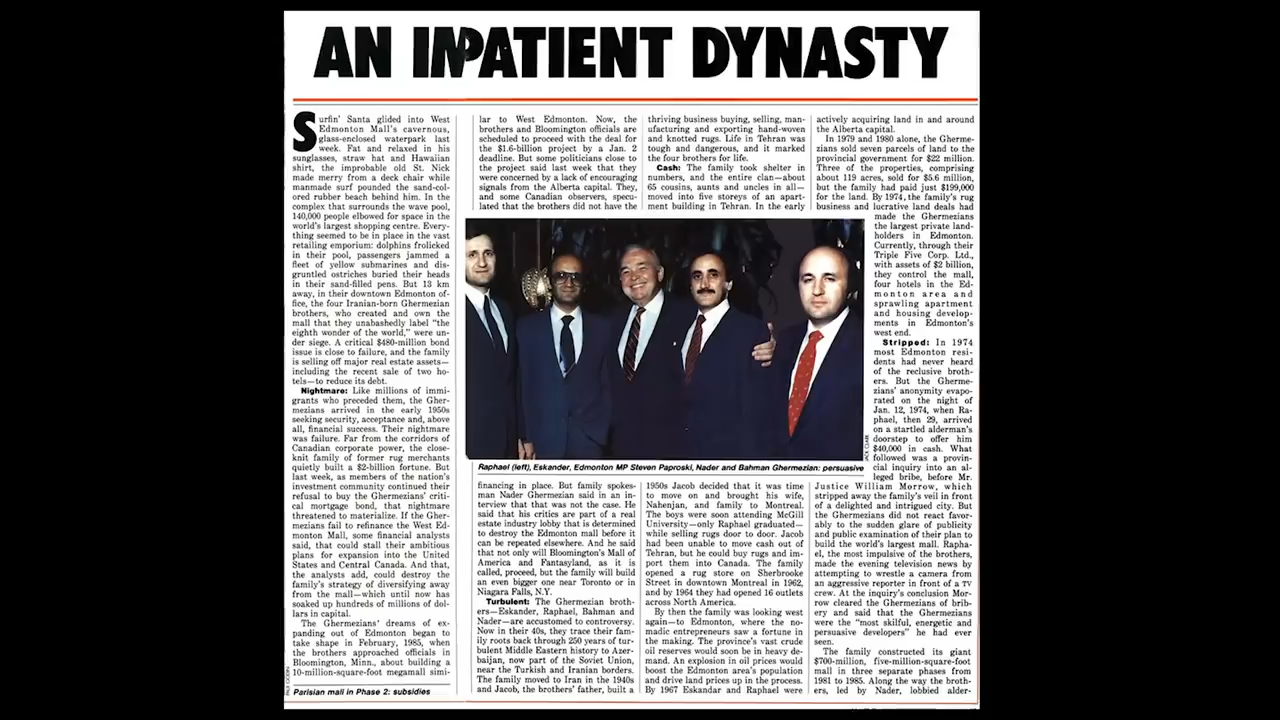 AN IMPATIENT DYNASTY
Surfin' Santa glided into West
Edmonton Mall's cavernous,
glass-enclosed waterpark last
week. Fat and relaxed in his
sunglasses, straw hat and Hawaiian
shirt, the improbable old St. Nick
made merry from a deck chair while
manmade surf pounded the sand-col-
ored rubber beach behind him. In the
complex that surrounds the wave pool,
140,000 people elbowed for space in the
world's largest shopping centre. Every-
thing seemed to be in place in the vast
retailing emporium: dolphins frolicked
in their pool, passengers jammed a
fleet of yellow submarines and dis-
gruntled ostriches buried their heads
in their sand-filled pens. But 13 km
away, in their downtown Edmonton of-
fice, the four Iranian-born Ghermezian
brothers, who created and own the
mall that they unabashedly label "the
eighth wonder of the world," were un-
der siege. A critical $480-million bond
issue is close to failure, and the family
is selling off major real estate assets—
including the recent sale of two ho-
tels—to reduce its debt.
Nightmare: Like millions of immi-
grants who preceded them, the Gher-
mezians arrived in the early 1950s
seeking security, acceptance and, above
all, financial success. Their nightmare
was failure. Far from the corridors of
Canadian corporate power, the close-
knit family of former rug merchants
quietly built a $2-billion fortune. But
last week, as members of the nation's
investment community continued their
refusal to buy the Ghermezians' criti-
cal mortgage bond, that nightmare
threatened to materialize. If the Gher-
mezians fail to refinance the West Ed-
monton Mall, some financial analysts
said, that could stall their ambitious
plans for expansion into the United
States and Central Canada. And that,
the analysts add, could destroy the
family's strategy of diversifying away
from the mall—which until now has
soaked up hundreds of millions of dol-
lars in capital.
The Ghermezians' dreams of ex-
panding out of Edmonton began to
take shape in February, 1985, when
the brothers approached officials in
Bloomington, Minn., about building a
10-million-square-foot megamall simi-
Parisian mall in Phase 2: subsidies
lar to West Edmonton. Now, the
brothers and Bloomington officials are
scheduled to proceed with the deal for
the $1.6-billion project by a Jan. 2
deadline. But some politicians close to
the project said last week that they
were concerned by a lack of encouraging
signals from the Alberta capital. They,
and some Canadian observers, specu-
lated that the brothers did not have the
Raphael (left), Eskander, Edmonton MP Steven Paproski, Nader and Bahman Ghermezian: persuasive
financing in place. But family spokes-
man Nader Ghermezian said in an in-
terview that that was not the case. He
said that his critics are part of a real
estate industry lobby that is determined
to destroy the Edmonton mall before it
can be repeated elsewhere. And he said
that not only will Bloomington's Mall of
America and Fantasyland, as it is
called, proceed, but the family will build
an even bigger one near Toronto or in
Niagara Falls, N.Y.
Turbulent: The Ghermezian broth-
ers—Eskander, Raphael, Bahman and
Nader—are accustomed to controversy.
Now in their 40s, they trace their fam-
ily roots back through 250 years of tur-
bulent Middle Eastern history to Azer-
baijan, now part of the Soviet Union,
near the Turkish and Iranian borders.
The family moved to Iran in the 1940s
and Jacob, the brothers' father, built a
thriving business buying, selling, man-
ufacturing and exporting hand-woven
and knotted rugs. Life in Tehran was
tough and dangerous, and it marked
the four brothers for life.
Cash: The family took shelter in
numbers, and the entire clan—about
65 cousins, aunts and uncles in all—
moved into five storeys of an apart-
ment building in Tehran. In the early
1950s Jacob decided that it was time
to move on and brought his wife,
Nabenjan, and family to Montreal.
The boys were soon attending McGill
University—only Raphael graduated—
while selling rugs door to door. Jacob
had been unable to move cash out of
Tehran, but he could buy rugs and im-
port them into Canada. The family
opened a rug store on Sherbrooke
Street in downtown Montreal in 1962,
and by 1964 they had opened 16 outlets
across North America.
By then the family was looking west
again—to Edmonton, where the no-
madic entrepreneurs saw a fortune in
the making. The province's vast crude
oil reserves would soon be in heavy de-
mand. An explosion in oil prices would
boost the Edmonton area's population
and drive land prices up in the process.
By 1967 Eskandar and Raphael were
actively acquiring land in and around
the Alberta capital.
In 1979 and 1980 alone, the Gherme-
zians sold seven parcels of land to the
provincial government for $22 million.
Three of the properties, comprising
about 119 acres, sold for $5.6 million,
but the family had paid just $199,000
for the land. By 1974, the family's rug
business and lucrative land deals had
made the Ghermezians
the largest private land-
holders in Edmonton.
Currently, through their
Triple Five Corp. Ltd.,
with assets of $2 billion,
they control the mall,
four hotels in the Ed-
monton area and
sprawling apartment
and housing develop-
ments in Edmonton's
west end.
Stripped: In 1974
most Edmonton resi-
dents had never heard
of the reclusive broth-
ers. But the Gherme-
zians' anonymity evapo-
rated on the night of
Jan. 12, 1974, when Ra-
phael, then 29, arrived
on a startled alderman's
doorstep to offer him
$40,000 in cash. What
followed was a provin-
cial inquiry into an al-
leged bribe, before Mr.
Justice William Morrow, which
stripped away the family's veil in front
of a delighted and intrigued city. But
the Ghermezians did not react favor-
ably to the sudden glare of publicity
and public examination of their plan to
build the world's largest mall. Rapha-
el, the most impulsive of the brothers,
made the evening television news by
attempting to wrestle a camera from
an aggressive reporter in front of a TV
crew. At the inquiry's conclusion Mor-
row cleared the Ghermezians of brib-
ery and said that the Ghermezians
were the "most skilful, energetic and
persuasive developers" he had ever
seen.
The family constructed its giant
$700-million, five-million-square-foot
mall in three separate phases from
1981 to 1985. Along the way the broth-
ers, led by Nader, lobbied alder-